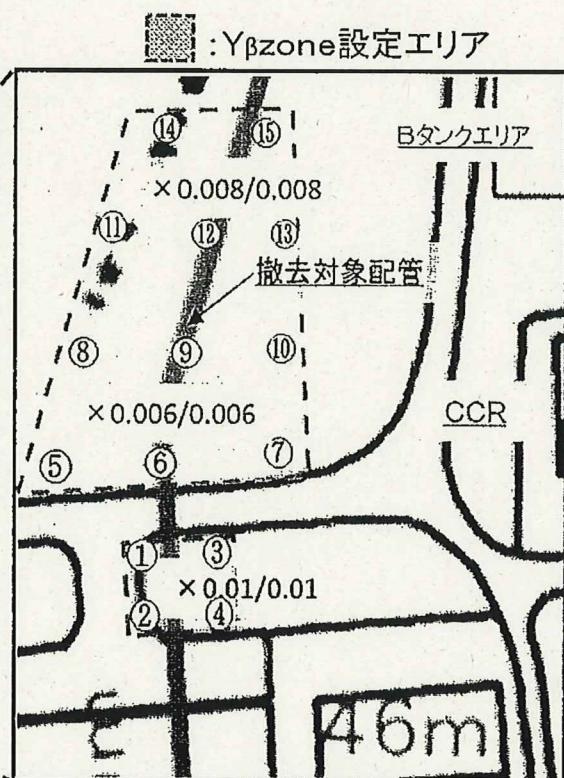 :Yβzone設定エリア
⑭ ⑮ Bタンクエリア
×0.008/0.008
⑪ ⑫ ⑬
撤去対象配管
⑧ ⑨ ⑩
×0.006/0.006 CCR
⑤ ⑥ ⑦
① ③
×0.01/0.01
② ④
46m